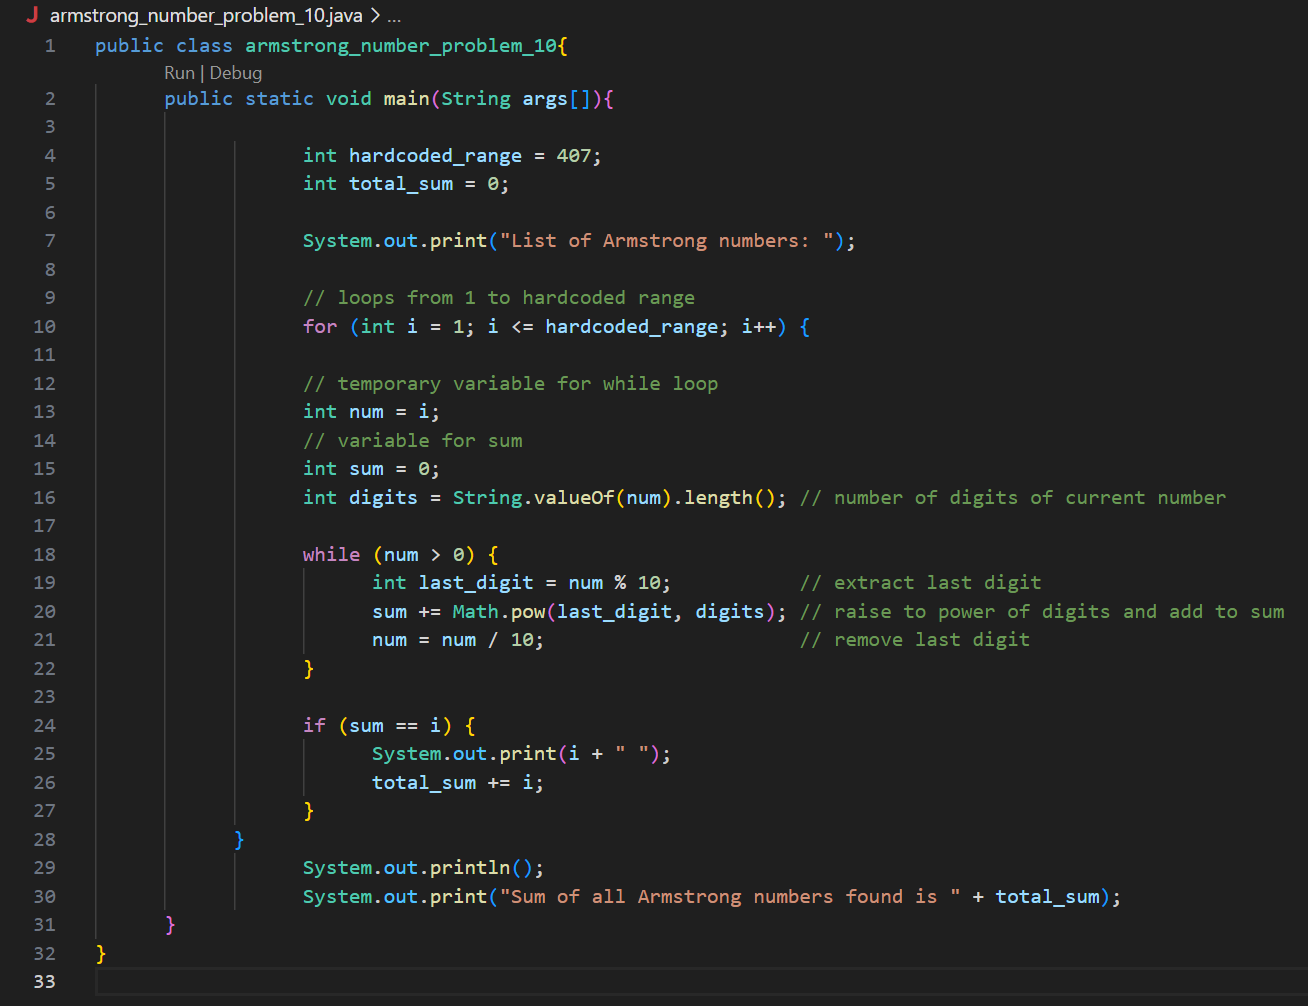 J armstrong_number_problem_10.java > ...
1 public class armstrong_number_problem_10{
Run | Debug
2 public static void main(String args[]){
3
4 int hardcoded_range = 407;
5 int total_sum = 0;
6
7 System.out.print("List of Armstrong numbers: ");
8
9 // loops from 1 to hardcoded range
10 for (int i = 1; i <= hardcoded_range; i++) {
11
12 // temporary variable for while loop
13 int num = i;
14 // variable for sum
15 int sum = 0;
16 int digits = String.valueOf(num).length(); // number of digits of current number
17
18 while (num > 0) {
19 int last_digit = num % 10; // extract last digit
20 sum += Math.pow(last_digit, digits); // raise to power of digits and add to sum
21 num = num / 10; // remove last digit
22 }
23
24 if (sum == i) {
25 System.out.print(i + " ");
26 total_sum += i;
27 }
28 }
29 System.out.println();
30 System.out.print("Sum of all Armstrong numbers found is " + total_sum);
31 }
32 }
33